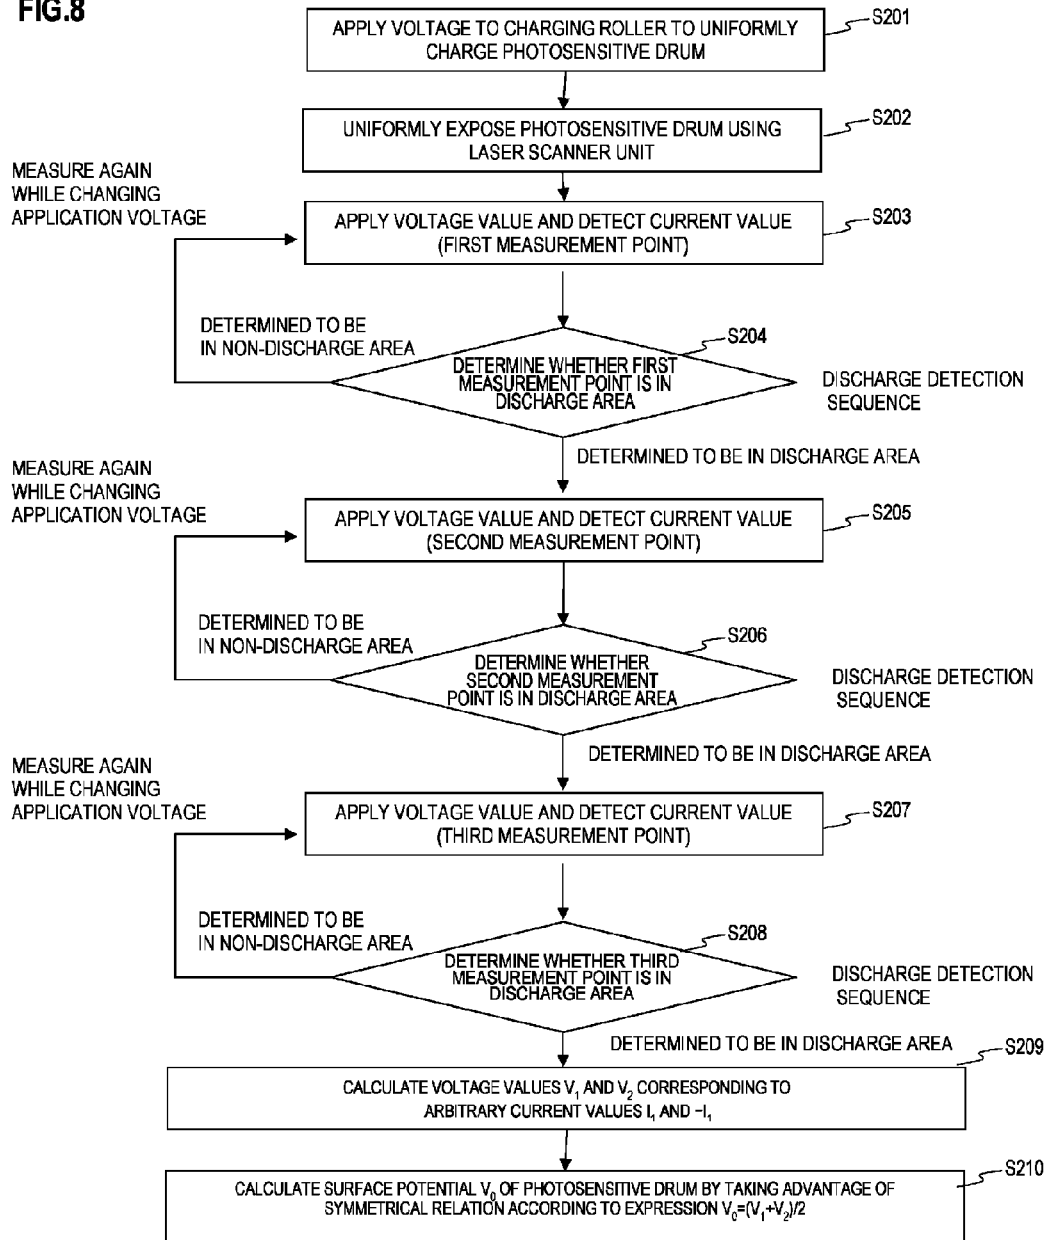 FIG.8
APPLY VOLTAGE TO CHARGING ROLLER TO UNIFORMLY
CHARGE PHOTOSENSITIVE DRUM
S201
UNIFORMLY EXPOSE PHOTOSENSITIVE DRUM USING
LASER SCANNER UNIT
S202
MEASURE AGAIN
WHILE CHANGING
APPLICATION VOLTAGE
APPLY VOLTAGE VALUE AND DETECT CURRENT VALUE
(FIRST MEASUREMENT POINT)
S203
DETERMINED TO BE
IN NON-DISCHARGE AREA
S204
DETERMINE WHETHER FIRST
MEASUREMENT POINT IS IN
DISCHARGE AREA
DISCHARGE DETECTION
SEQUENCE
DETERMINED TO BE IN DISCHARGE AREA
MEASURE AGAIN
WHILE CHANGING
APPLICATION VOLTAGE
APPLY VOLTAGE VALUE AND DETECT CURRENT VALUE
(SECOND MEASUREMENT POINT)
S205
DETERMINED TO BE
IN NON-DISCHARGE AREA
S206
DETERMINE WHETHER
SECOND MEASUREMENT
POINT IS IN DISCHARGE AREA
DISCHARGE DETECTION
SEQUENCE
DETERMINED TO BE IN DISCHARGE AREA
MEASURE AGAIN
WHILE CHANGING
APPLICATION VOLTAGE
APPLY VOLTAGE VALUE AND DETECT CURRENT VALUE
(THIRD MEASUREMENT POINT)
S207
DETERMINED TO BE
IN NON-DISCHARGE AREA
S208
DETERMINE WHETHER THIRD
MEASUREMENT POINT IS IN
DISCHARGE AREA
DISCHARGE DETECTION
SEQUENCE
DETERMINED TO BE IN DISCHARGE AREA
S209
CALCULATE VOLTAGE VALUES V₁ AND V₂ CORRESPONDING TO
ARBITRARY CURRENT VALUES I₁ AND −I₁
S210
CALCULATE SURFACE POTENTIAL V₀ OF PHOTOSENSITIVE DRUM BY TAKING ADVANTAGE OF
SYMMETRICAL RELATION ACCORDING TO EXPRESSION V₀=(V₁+V₂)/2